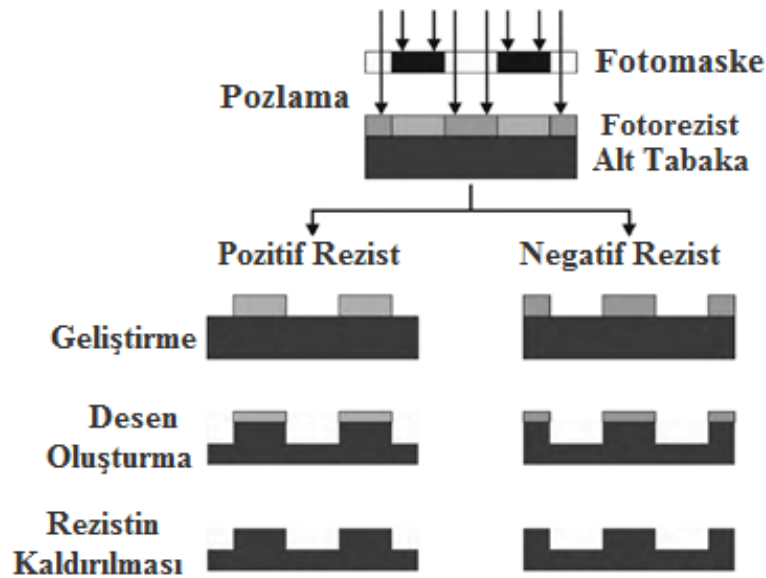 Fotomaske
Pozlama
Fotorezist
Alt Tabaka
Pozitif Rezist
Negatif Rezist
Geliştirme
Desen
Oluşturma
Rezistin
Kaldırılması